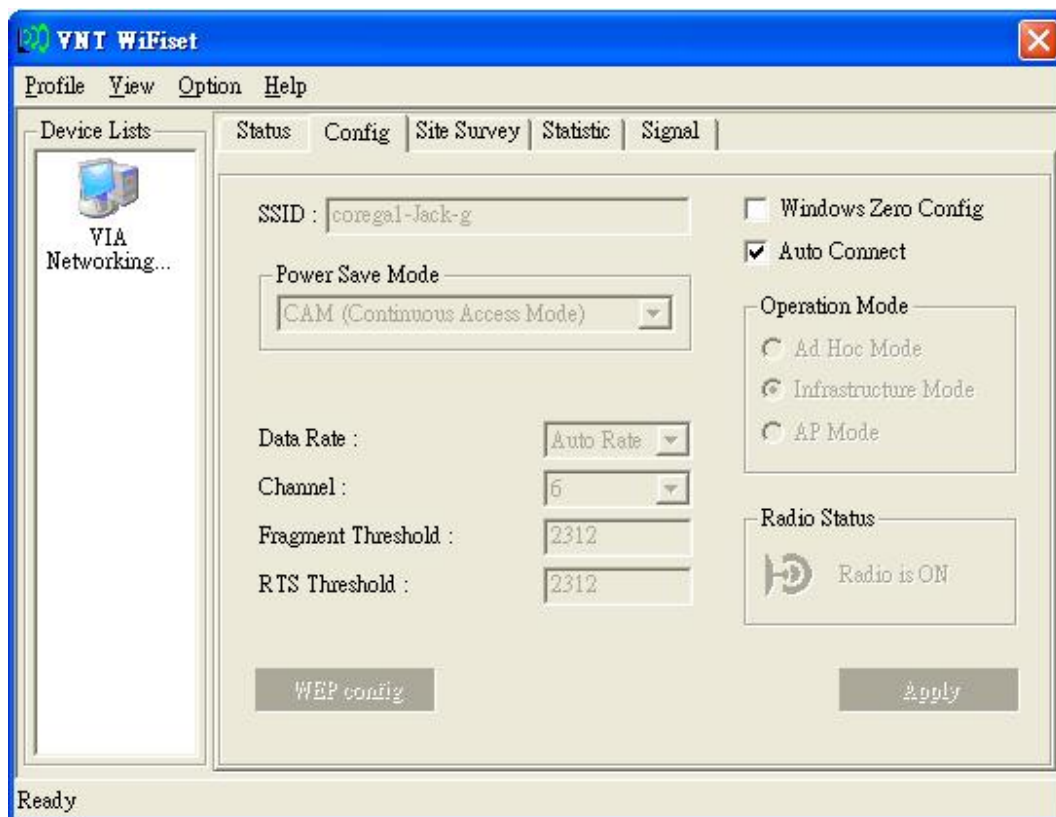 VNT WiFiset
Profile View Option Help
Device Lists
VIA
Networking...
Status Config Site Survey Statistic Signal
SSID : corega1-Jack-g
Windows Zero Config
Auto Connect
Power Save Mode
CAM (Continuous Access Mode)
Operation Mode
Ad Hoc Mode
Infrastructure Mode
AP Mode
Data Rate : Auto Rate
Channel : 6
Fragment Threshold : 2312
RTS Threshold : 2312
Radio Status
Radio is ON
WEP config
Apply
Ready